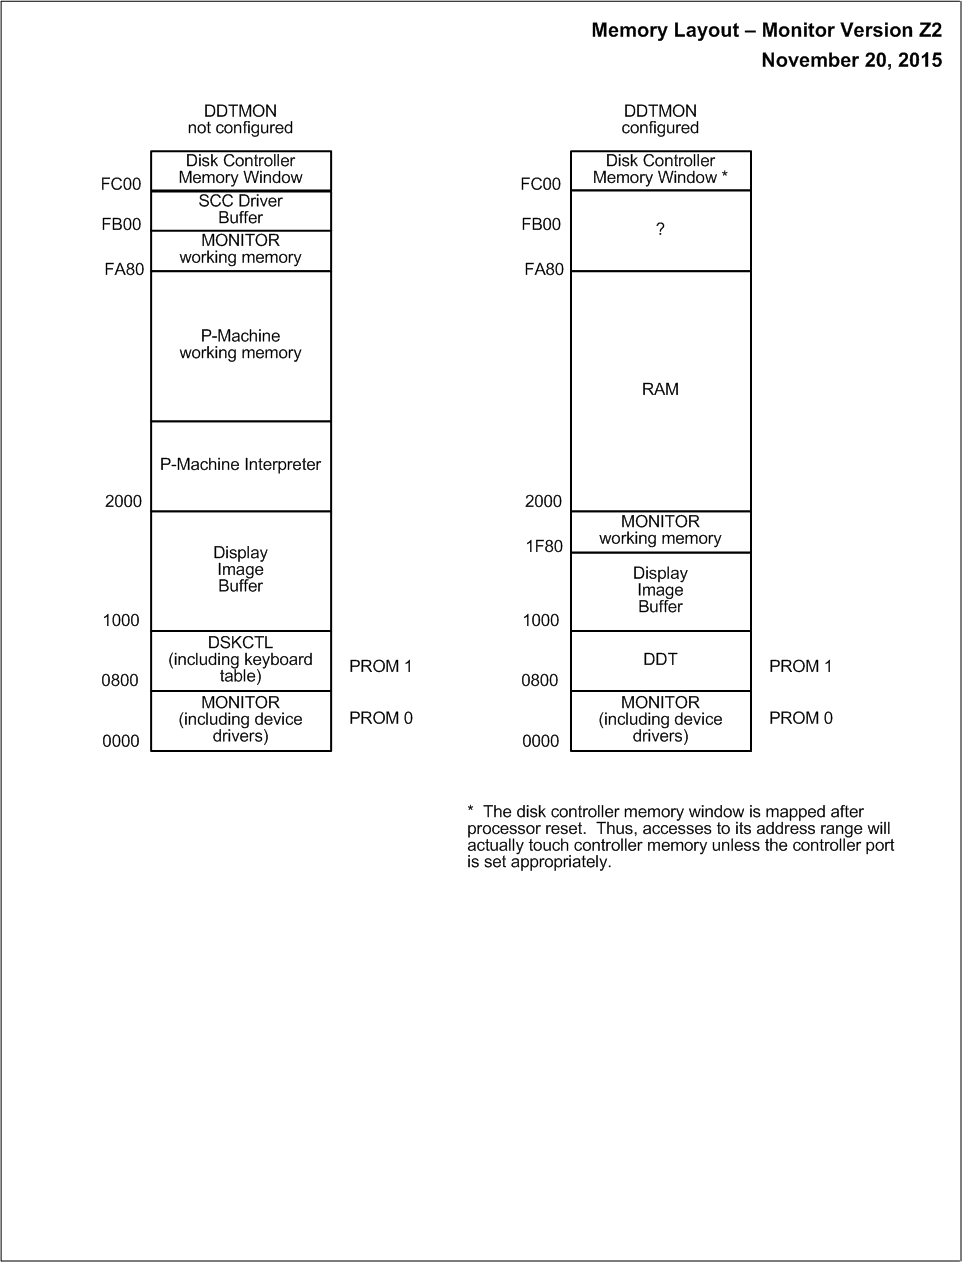 Memory Layout – Monitor Version Z2
November 20, 2015
DDTMON
not configured
Disk Controller
Memory Window
FC00
SCC Driver
Buffer
FB00
MONITOR
working memory
FA80
P-Machine
working memory
P-Machine Interpreter
2000
Display
Image
Buffer
1000
DSKCTL
(including keyboard
table)
PROM 1
0800
MONITOR
(including device
drivers)
PROM 0
0000
DDTMON
configured
Disk Controller
Memory Window *
FC00
FB00
?
FA80
RAM
2000
MONITOR
working memory
1F80
Display
Image
Buffer
1000
DDT
PROM 1
0800
MONITOR
(including device
drivers)
PROM 0
0000
* The disk controller memory window is mapped after
processor reset. Thus, accesses to its address range will
actually touch controller memory unless the controller port
is set appropriately.